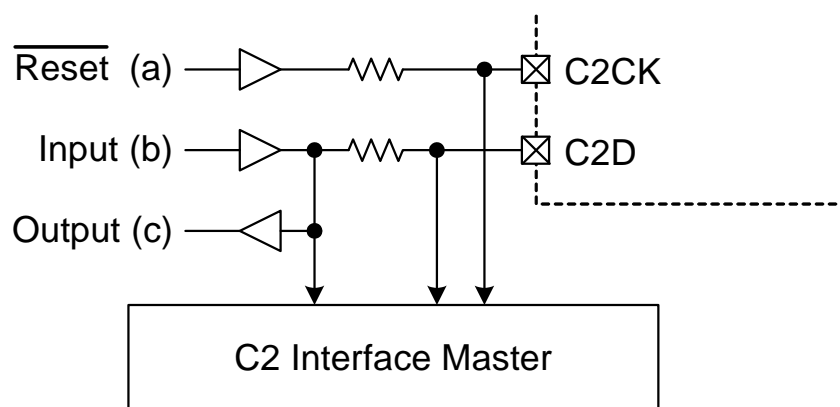 Reset (a)
C2CK
Input (b)
C2D
Output (c)
C2 Interface Master